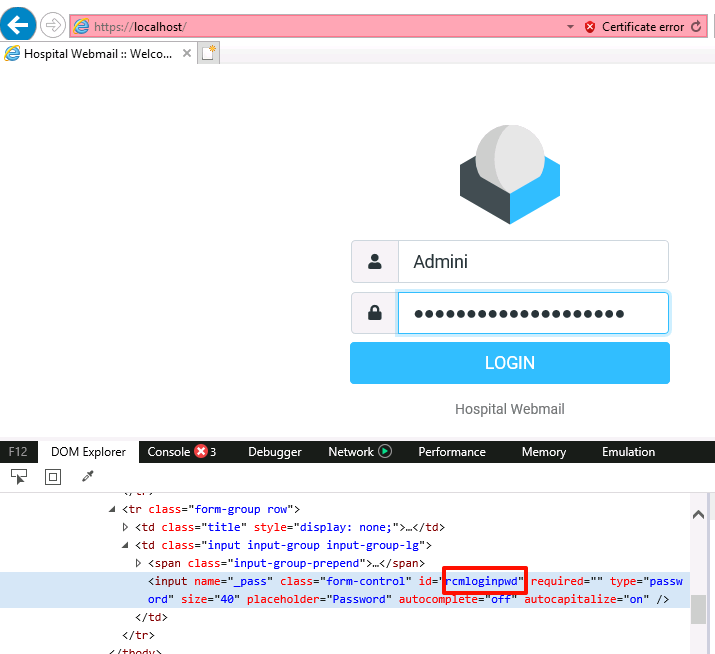 https://localhost/
Certificate error
Hospital Webmail :: Welco...
Admini
LOGIN
Hospital Webmail
F12 DOM Explorer Console 3 Debugger Network Performance Memory Emulation
<tr class="form-group row">
<td class="title" style="display: none;">…</td>
<td class="input input-group input-group-lg">
<span class="input-group-prepend">…</span>
<input name="_pass" class="form-control" id="rcmloginpwd" required="" type="passw
ord" size="40" placeholder="Password" autocomplete="off" autocapitalize="on" />
</td>
</tr>
</tbody>